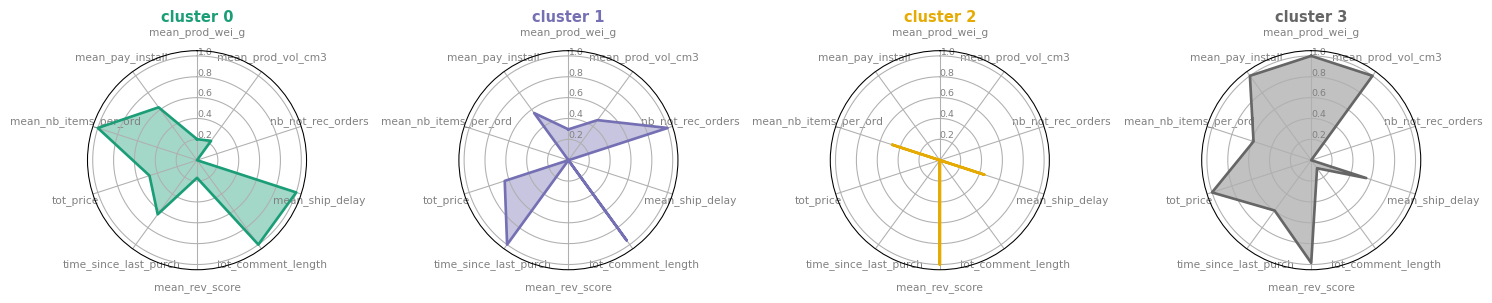 cluster 0
mean_prod_wei_g
mean_pay_install
mean_prod_vol_cm3
mean_nb_items_per_ord
nb_not_rec_orders
tot_price
mean_ship_delay
time_since_last_purch
tot_comment_length
mean_rev_score
1.0
0.8
0.6
0.4
0.2
cluster 1
mean_prod_wei_g
mean_pay_install
mean_prod_vol_cm3
mean_nb_items_per_ord
nb_not_rec_orders
tot_price
mean_ship_delay
time_since_last_purch
tot_comment_length
mean_rev_score
1.0
0.8
0.6
0.4
0.2
cluster 2
mean_prod_wei_g
mean_pay_install
mean_prod_vol_cm3
mean_nb_items_per_ord
nb_not_rec_orders
tot_price
mean_ship_delay
time_since_last_purch
tot_comment_length
mean_rev_score
1.0
0.8
0.6
0.4
0.2
cluster 3
mean_prod_wei_g
mean_pay_install
mean_prod_vol_cm3
mean_nb_items_per_ord
nb_not_rec_orders
tot_price
mean_ship_delay
time_since_last_purch
tot_comment_length
mean_rev_score
1.0
0.8
0.6
0.4
0.2